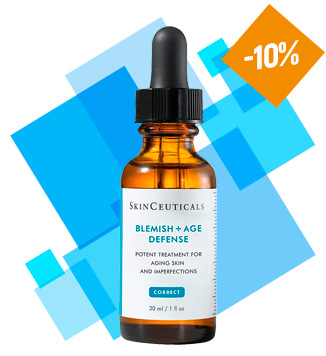 -10%
SKINCEUTICALS
BLEMISH + AGE
DEFENSE
POTENT TREATMENT FOR
AGING SKIN
AND IMPERFECTIONS
CORRECT
30 ml / 1 fl oz